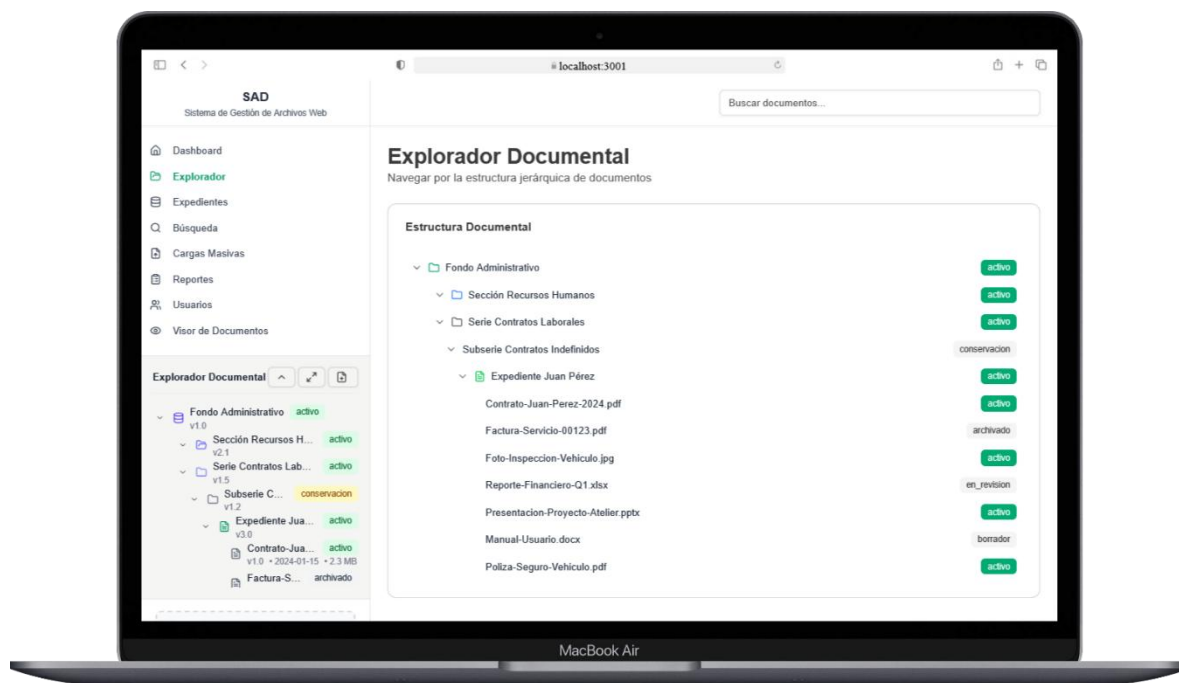 localhost:3001
SAD
Sistema de Gestión de Archivos Web
Buscar documentos...
Dashboard
Explorador
Expedientes
Búsqueda
Cargas Masivas
Reportes
Usuarios
Visor de Documentos
Explorador Documental
Fondo Administrativo activo
v1.0
Sección Recursos H... activo
v2.1
Serie Contratos Lab... activo
v1.5
Subserie C... conservacion
v1.2
Expediente Jua... activo
v3.0
Contrato-Jua... activo
v1.0 • 2024-01-15 • 2.3 MB
Factura-S... archivado
Explorador Documental
Navegar por la estructura jerárquica de documentos
Estructura Documental
Fondo Administrativo activo
Sección Recursos Humanos activo
Serie Contratos Laborales activo
Subserie Contratos Indefinidos conservacion
Expediente Juan Pérez activo
Contrato-Juan-Perez-2024.pdf activo
Factura-Servicio-00123.pdf archivado
Foto-Inspeccion-Vehiculo.jpg activo
Reporte-Financiero-Q1.xlsx en_revision
Presentacion-Proyecto-Atelier.pptx activo
Manual-Usuario.docx borrador
Poliza-Seguro-Vehiculo.pdf activo
MacBook Air